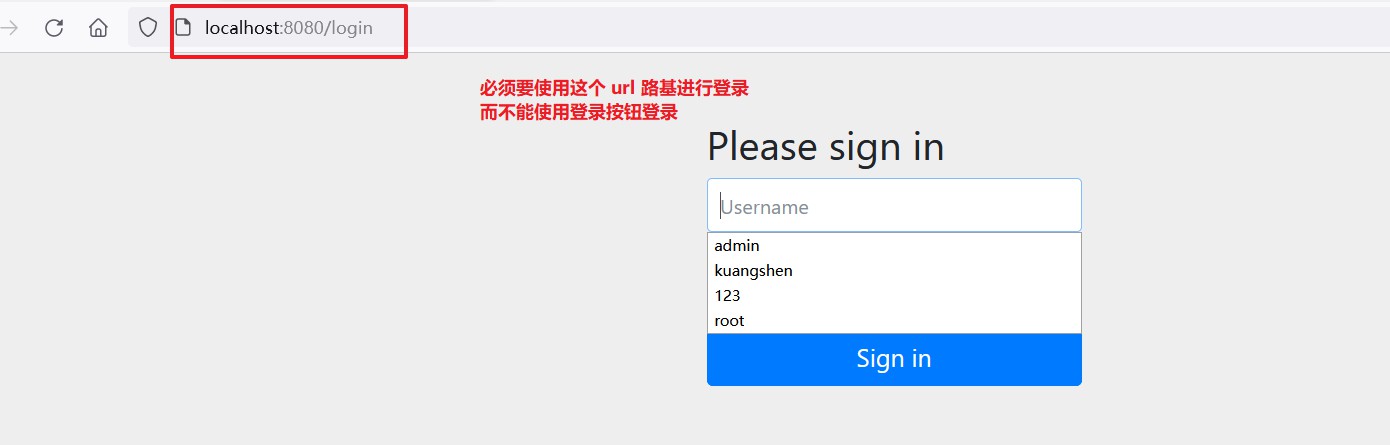 localhost:8080/login
必须要使用这个 url 路基进行登录
而不能使用登录按钮登录
Please sign in
Username
admin
kuangshen
123
root
Sign in